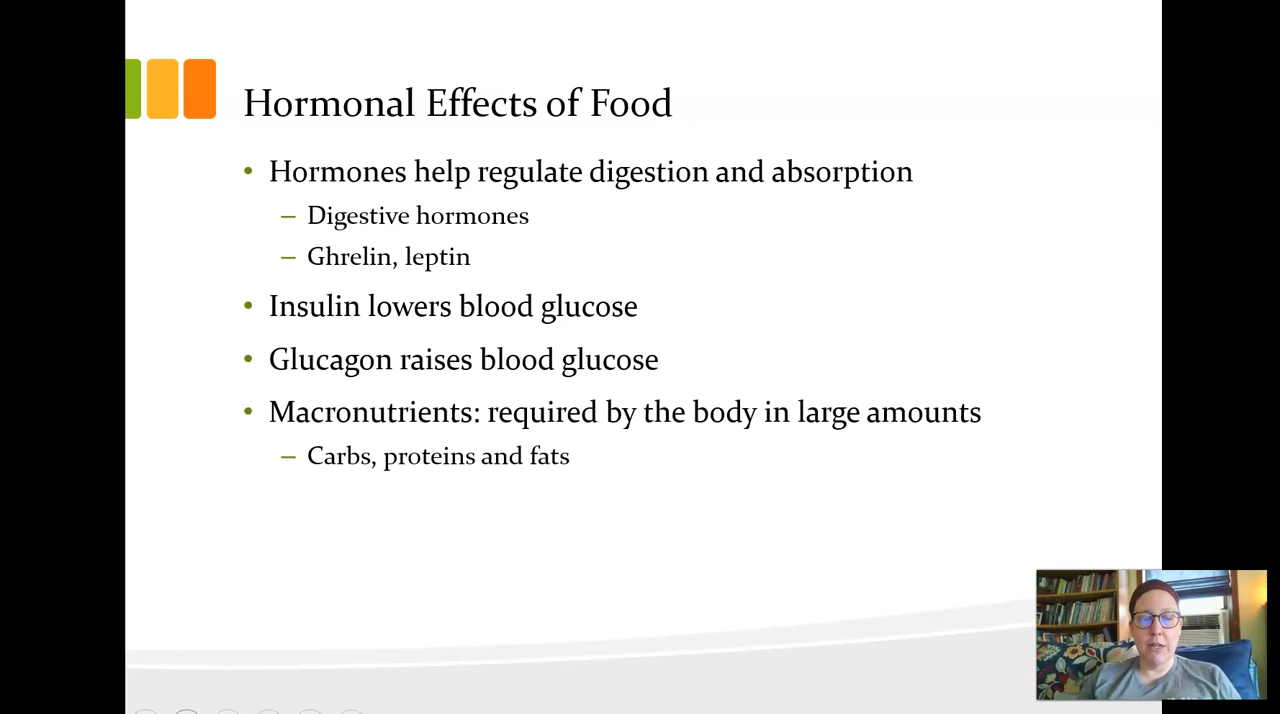 Hormonal Effects of Food
• Hormones help regulate digestion and absorption
– Digestive hormones
– Ghrelin, leptin
• Insulin lowers blood glucose
• Glucagon raises blood glucose
• Macronutrients: required by the body in large amounts
– Carbs, proteins and fats